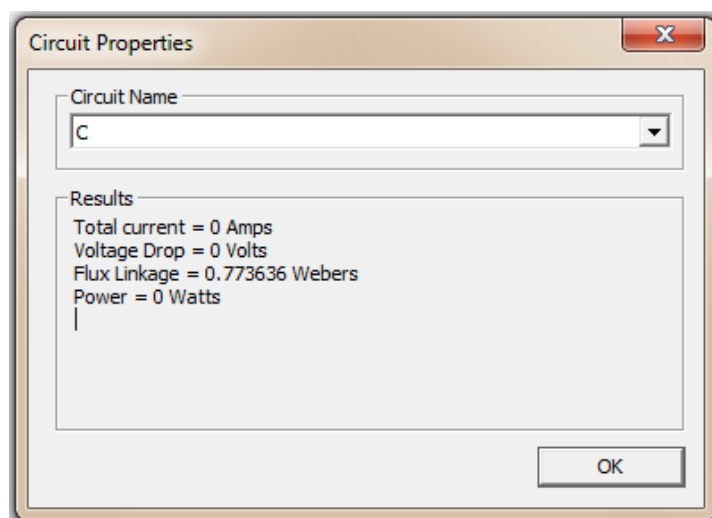 Circuit Properties
Circuit Name
C
Results
Total current = 0 Amps
Voltage Drop = 0 Volts
Flux Linkage = 0.773636 Webers
Power = 0 Watts
OK